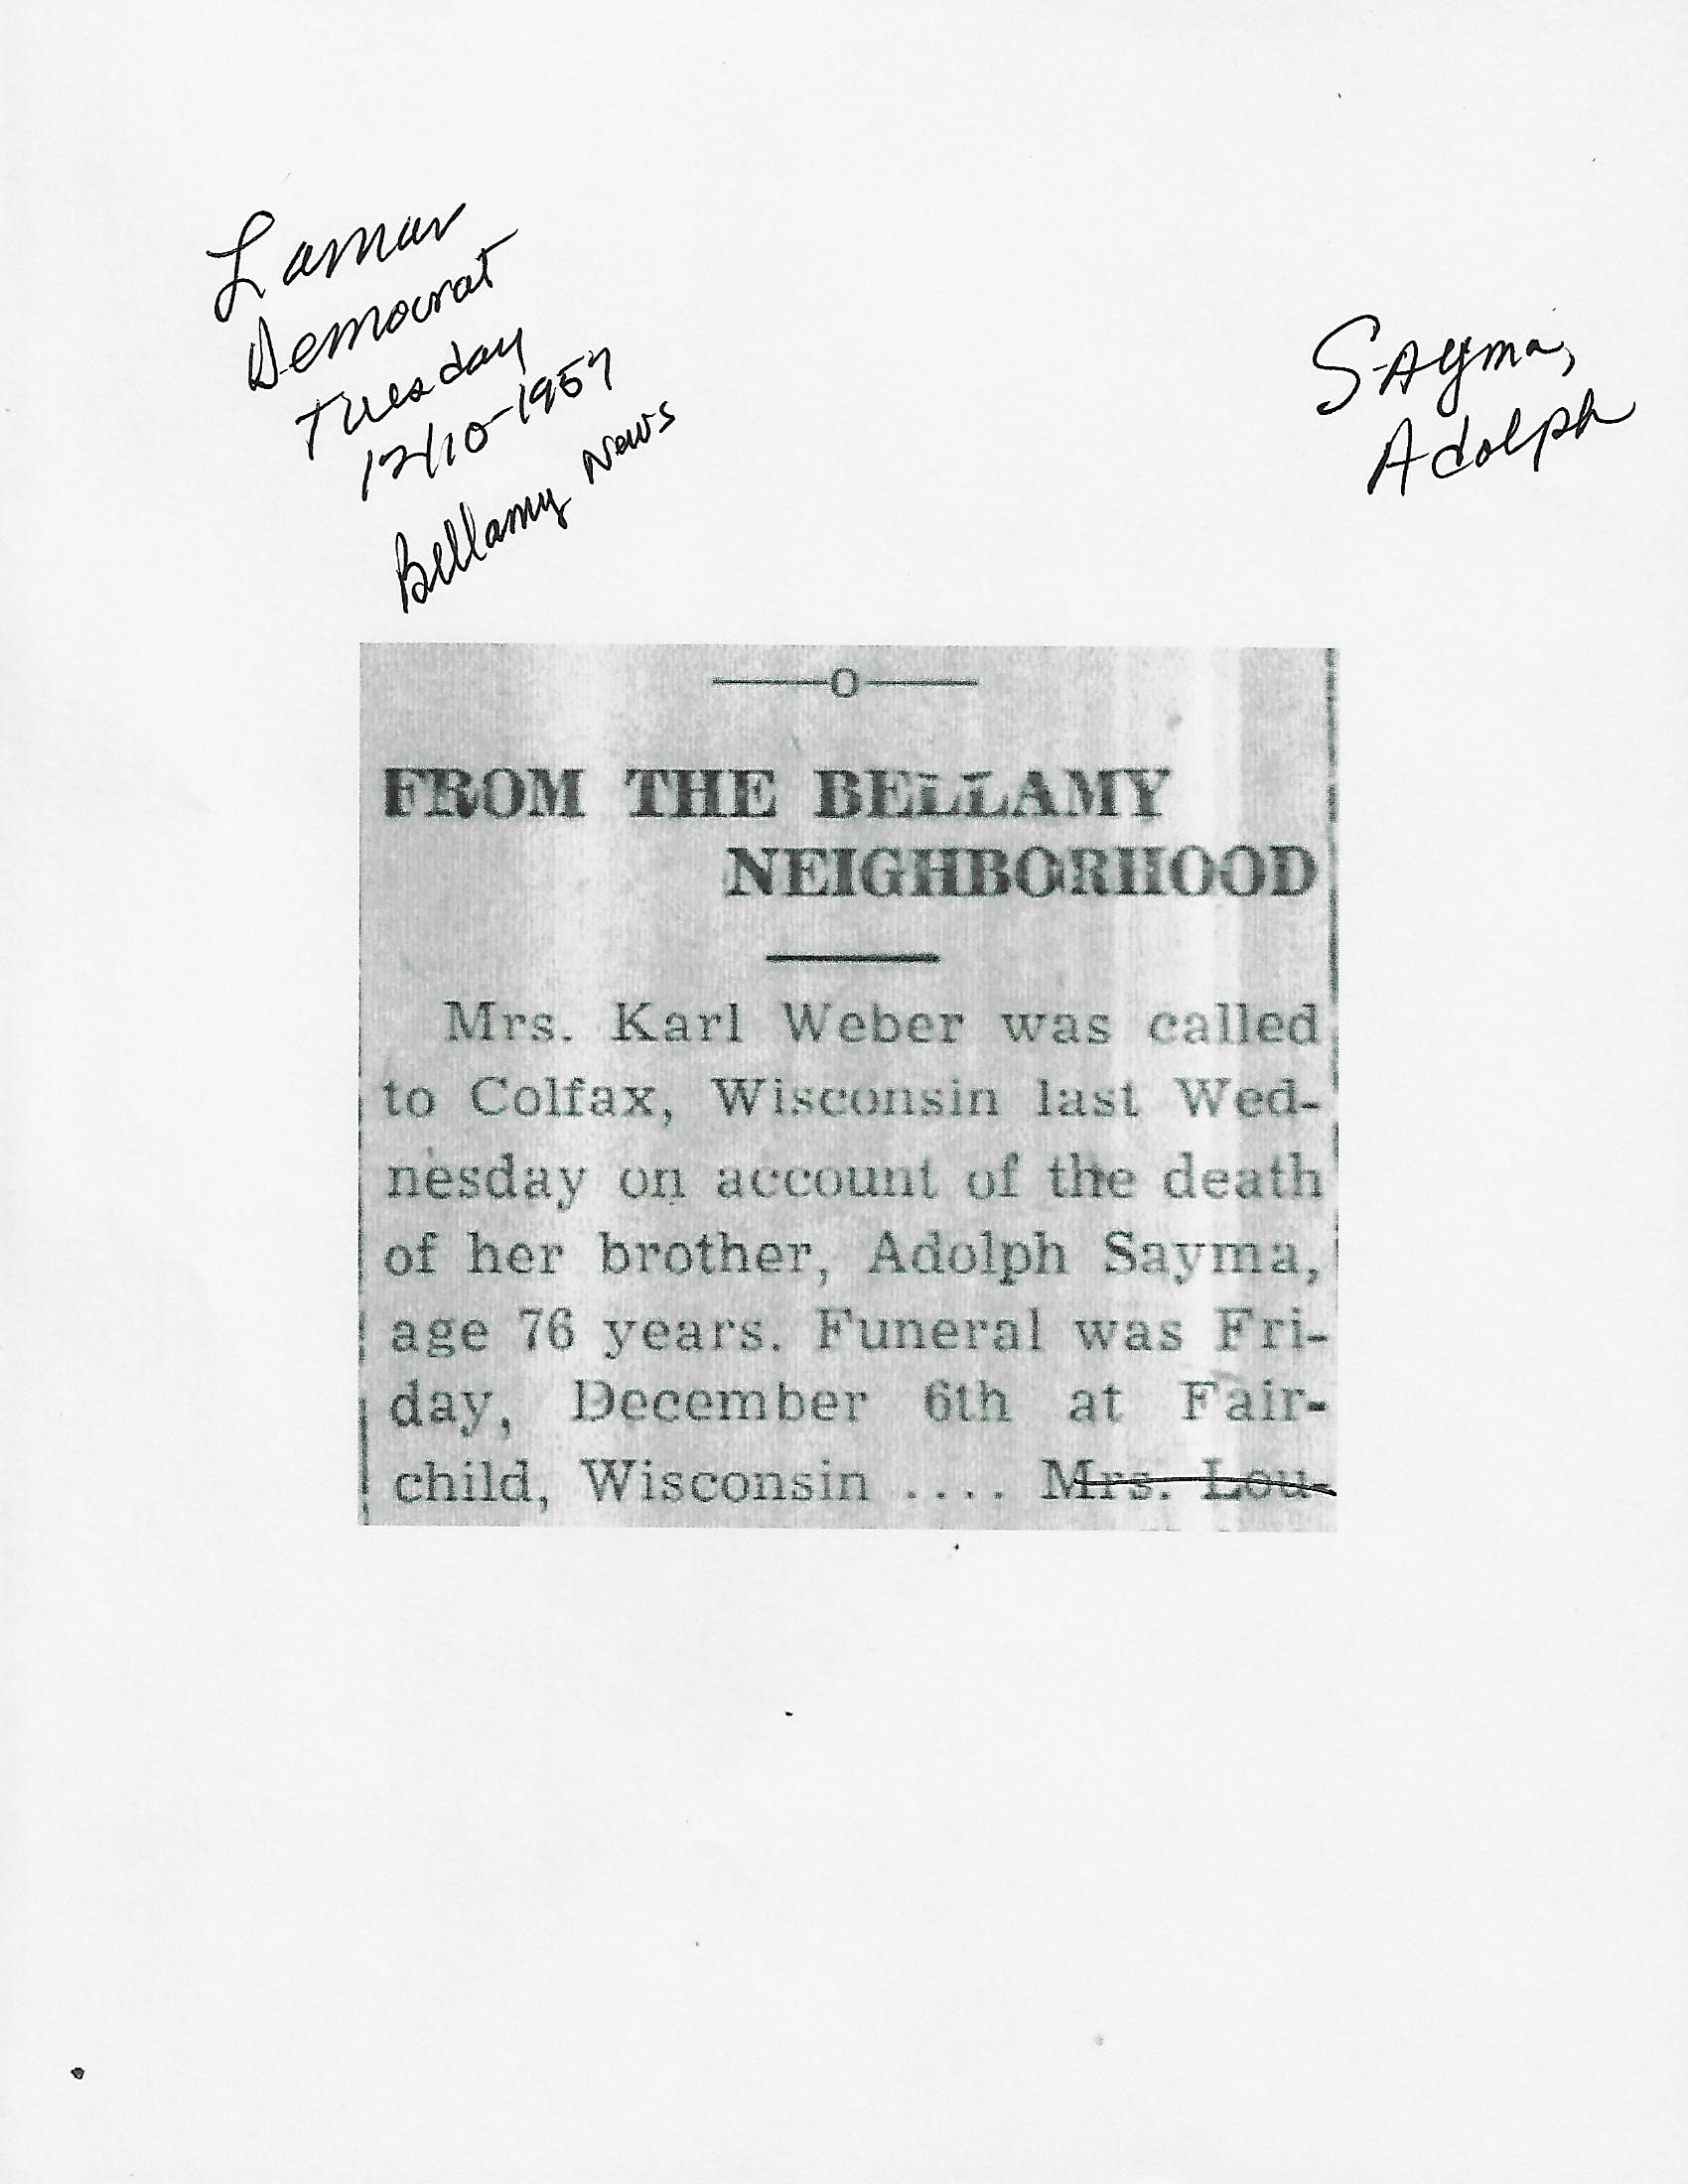 Lamar
Democrat
Tuesday
12/10-1957
Bellamy News
Sayma,
Adolph
—O—
FROM THE BELLAMY
NEIGHBORHOOD
Mrs. Karl Weber was called
to Colfax, Wisconsin last Wed-
nesday on account of the death
of her brother, Adolph Sayma,
age 76 years. Funeral was Fri-
day, December 6th at Fair-
child, Wisconsin .... Mrs. Lou-